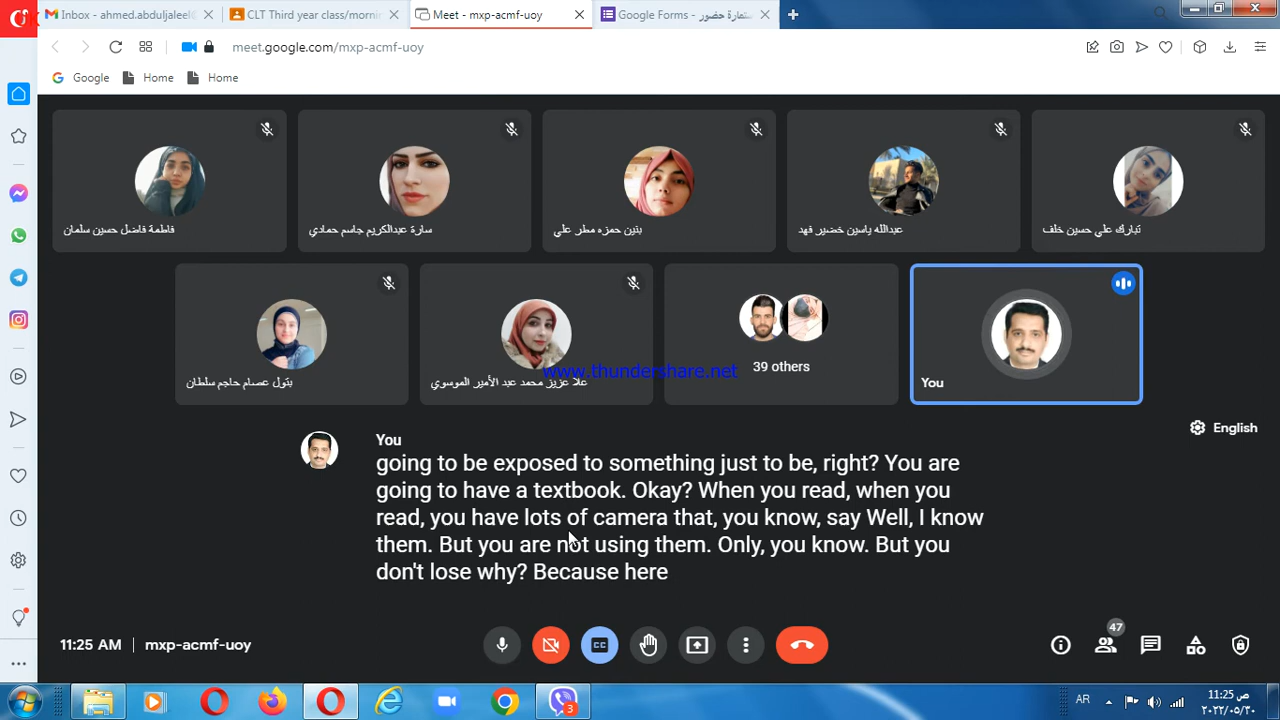 Inbox - ahmed.abduljaleel@
CLT Third year class/mornin
Meet - mxp-acmf-uoy
Google Forms - استمارة حضور
meet.google.com/mxp-acmf-uoy
Google
Home
Home
فاطمة فاضل حسين سلمان
سارة عبدالكريم جاسم حمادي
بنين حمزه مطر علي
عبدالله ياسين خضير فهد
تبارك علي حسين خلف
بتول عصام حاجم سلطان
علا عزيز محمد عبد الأمير الموسوي
39 others
You
www.thundershare.net
English
You
going to be exposed to something just to be, right? You are
going to have a textbook. Okay? When you read, when you
read, you have lots of camera that, you know, say Well, I know
them. But you are not using them. Only, you know. But you
don't lose why? Because here
11:25 AM
mxp-acmf-uoy
47
3
AR
11:25 ص
٢٠٢٢/٠٥/٣٠